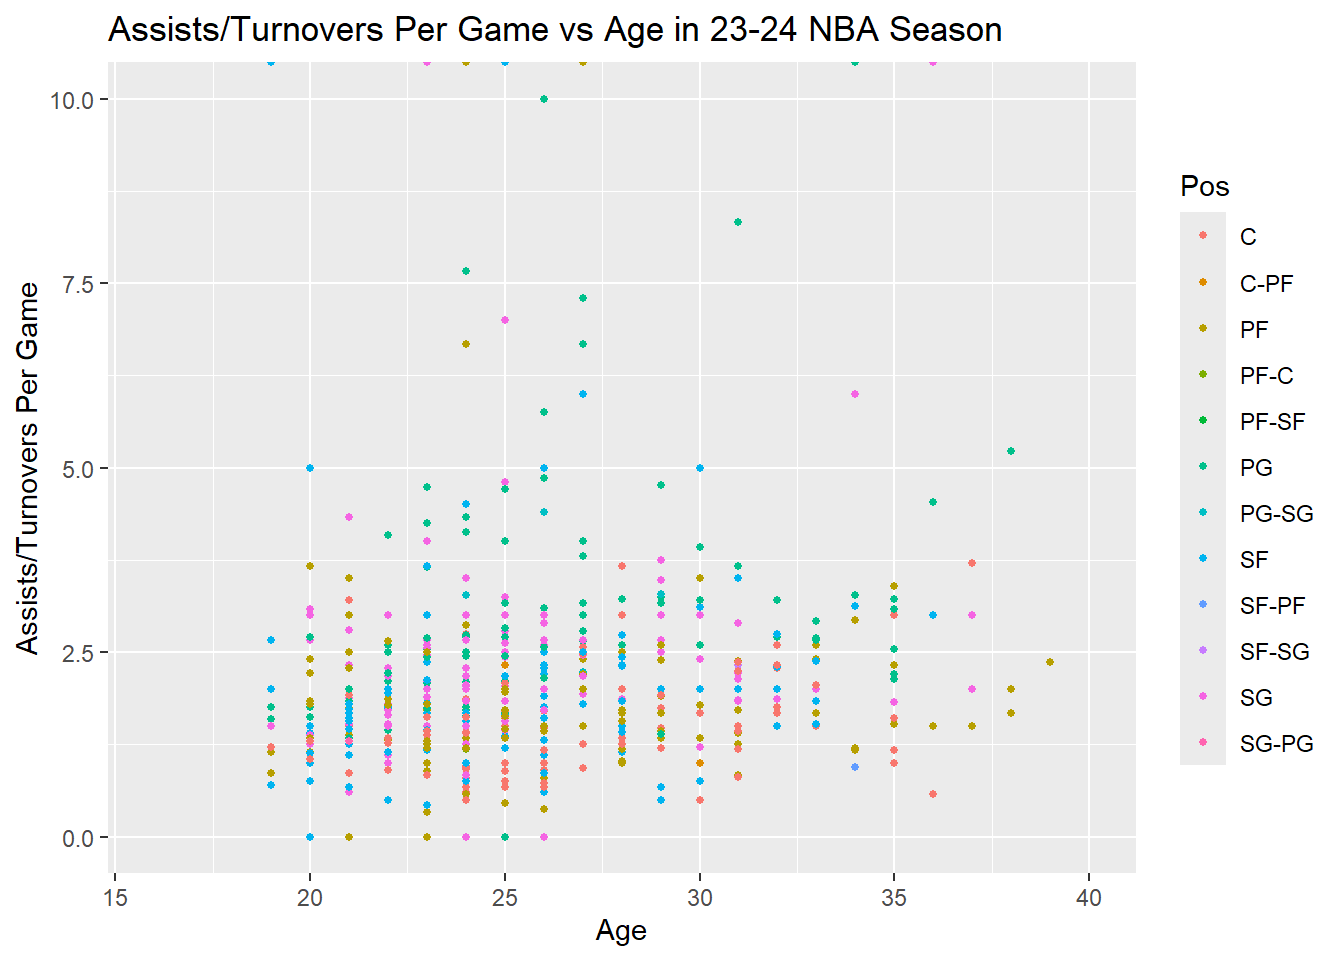 Assists/Turnovers Per Game vs Age in 23-24 NBA Season
Assists/Turnovers Per Game
10.0
7.5
5.0
2.5
0.0
15
20
25
30
35
40
Age
Pos
C
C-PF
PF
PF-C
PF-SF
PG
PG-SG
SF
SF-PF
SF-SG
SG
SG-PG